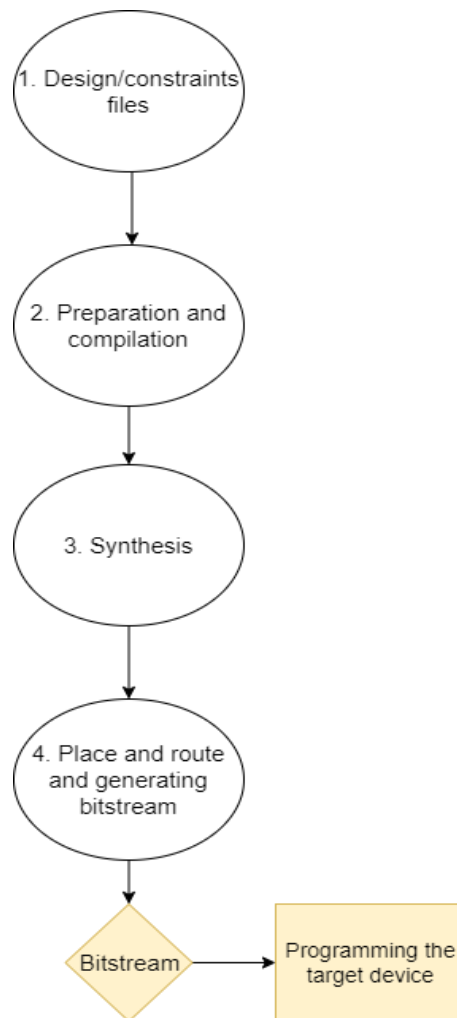 1. Design/constraints
files
2. Preparation and
compilation
3. Synthesis
4. Place and route
and generating
bitstream
Bitstream
Programming the
target device